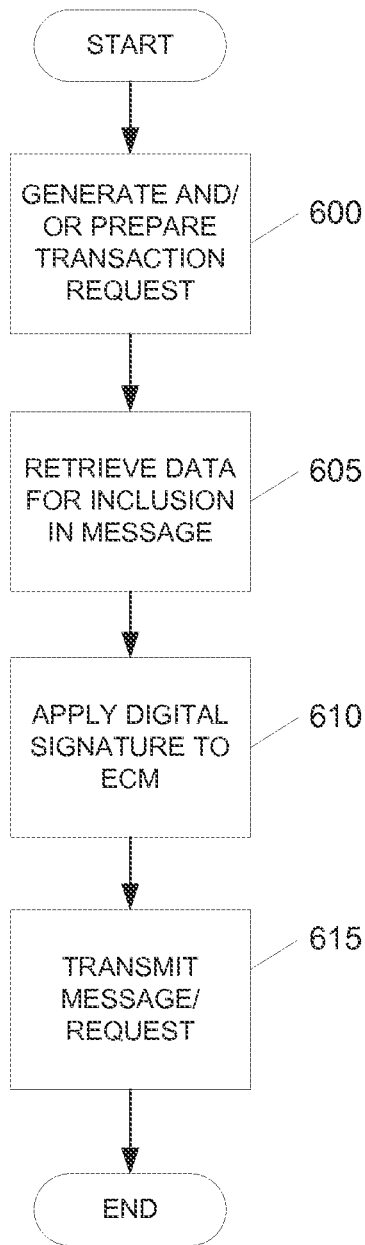 START
GENERATE AND/
OR PREPARE
TRANSACTION
REQUEST
600
RETRIEVE DATA
FOR INCLUSION
IN MESSAGE
605
APPLY DIGITAL
SIGNATURE TO
ECM
610
TRANSMIT
MESSAGE/
REQUEST
615
END